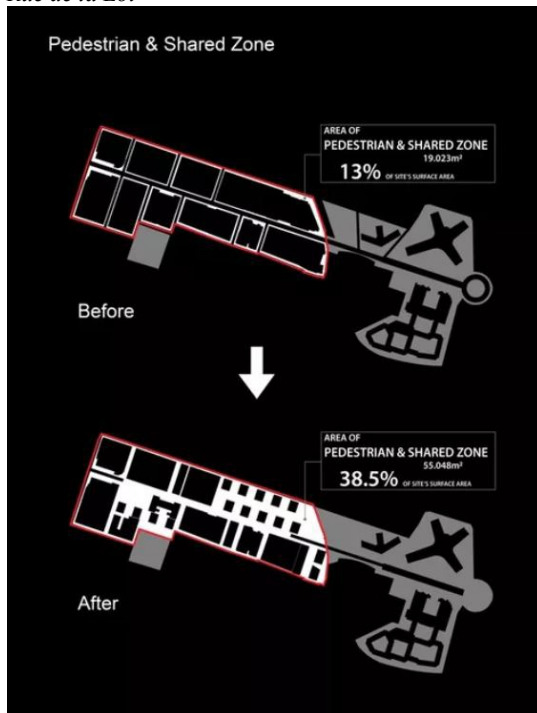 Pedestrian & Shared Zone
AREA OF
PEDESTRIAN & SHARED ZONE
19.023m²
13% OF SITE'S SURFACE AREA
Before
AREA OF
PEDESTRIAN & SHARED ZONE
55.048m²
38.5% OF SITE'S SURFACE AREA
After